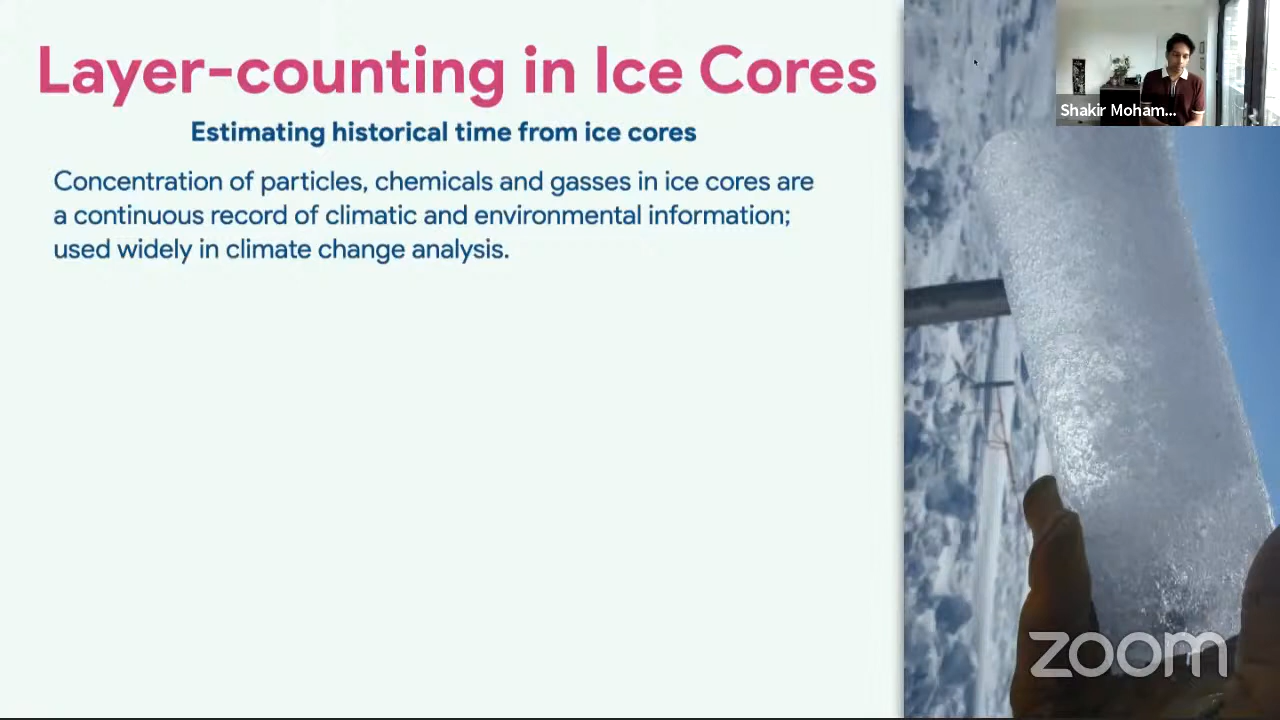 Layer-counting in Ice Cores
Estimating historical time from ice cores
Concentration of particles, chemicals and gasses in ice cores are
a continuous record of climatic and environmental information;
used widely in climate change analysis.
Shakir Moham...
zoom